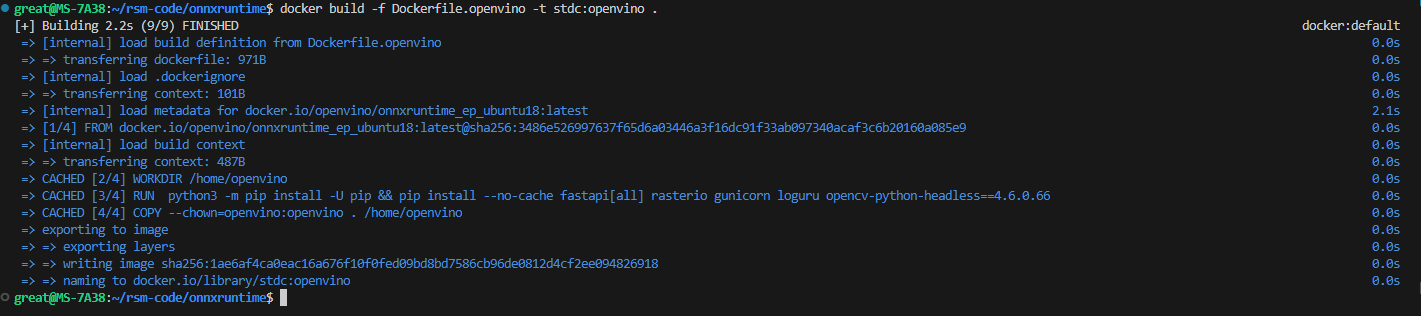 great@MS-7A38:~/rsm-code/onnxruntime$ docker build -f Dockerfile.openvino -t stdc:openvino .
[+] Building 2.2s (9/9) FINISHED docker:default
=> [internal] load build definition from Dockerfile.openvino 0.0s
=> => transferring dockerfile: 971B 0.0s
=> [internal] load .dockerignore 0.0s
=> => transferring context: 101B 0.0s
=> [internal] load metadata for docker.io/openvino/onnxruntime_ep_ubuntu18:latest 2.1s
=> [1/4] FROM docker.io/openvino/onnxruntime_ep_ubuntu18:latest@sha256:3486e526997637f65d6a03446a3f16dc91f33ab097340acaf3c6b20160a085e9 0.0s
=> [internal] load build context 0.0s
=> => transferring context: 487B 0.0s
=> CACHED [2/4] WORKDIR /home/openvino 0.0s
=> CACHED [3/4] RUN  python3 -m pip install -U pip && pip install --no-cache fastapi[all] rasterio gunicorn loguru opencv-python-headless==4.6.0.66 0.0s
=> CACHED [4/4] COPY --chown=openvino:openvino . /home/openvino 0.0s
=> exporting to image 0.0s
=> => exporting layers 0.0s
=> => writing image sha256:1ae6af4ca0eac16a676f10f0fed09bd8bd7586cb96de0812d4cf2ee094826918 0.0s
=> => naming to docker.io/library/stdc:openvino 0.0s
great@MS-7A38:~/rsm-code/onnxruntime$